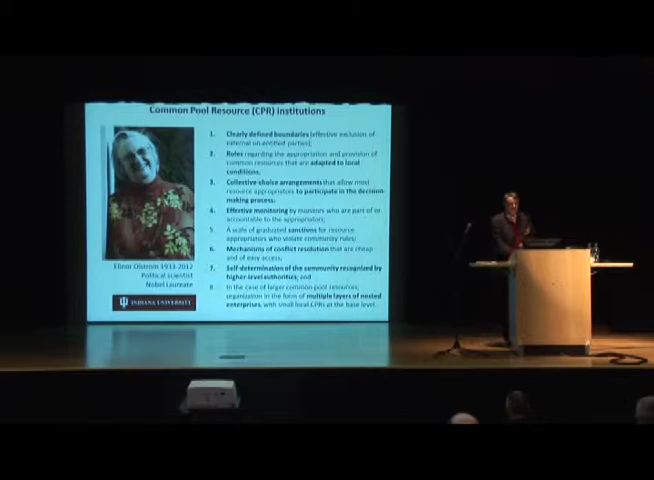 Common Pool Resource (CPR) Institutions
1. Clearly defined boundaries (effective exclusion of
external un-entitled parties);
2. Rules regarding the appropriation and provision of
common resources that are adapted to local
conditions;
3. Collective-choice arrangements that allow most
resource appropriators to participate in the decision-
making process;
4. Effective monitoring by monitors who are part of or
accountable to the appropriators;
5. A scale of graduated sanctions for resource
appropriators who violate community rules;
6. Mechanisms of conflict resolution that are cheap
and of easy access;
7. Self-determination of the community recognized by
higher-level authorities; and
8. In the case of larger common-pool resources,
organization in the form of multiple layers of nested
enterprises, with small local CPRs at the base level.
Elinor Olstrom 1933-2012
Political scientist
Nobel Laureate
INDIANA UNIVERSITY